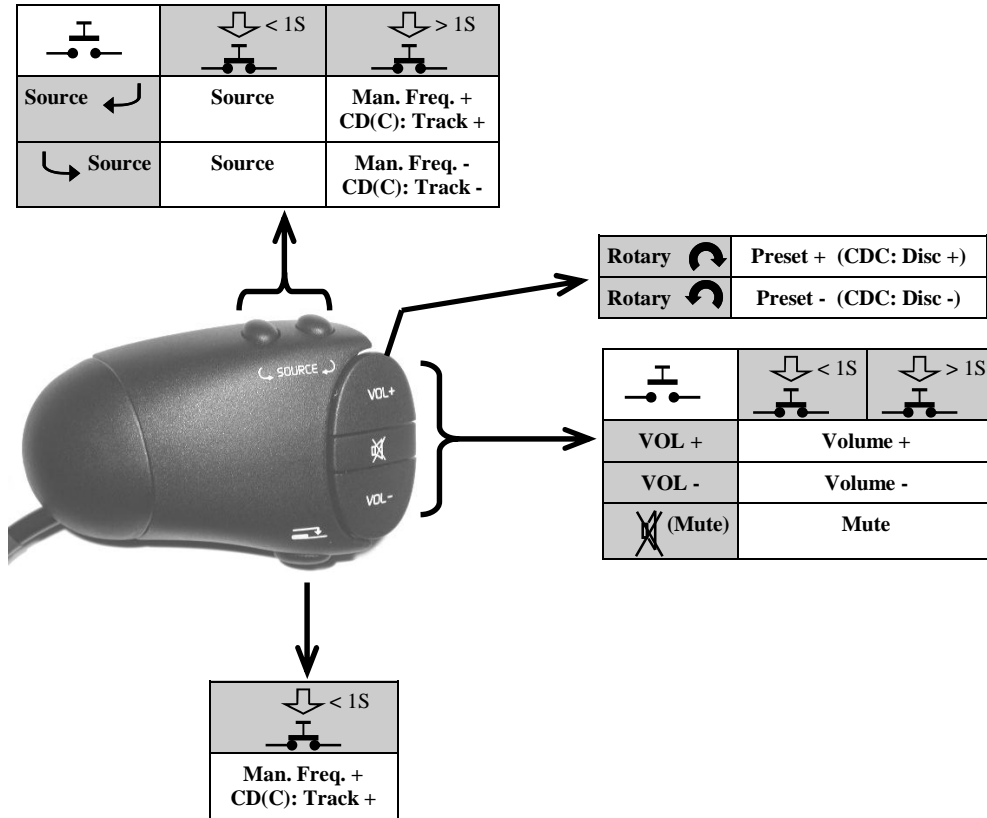 < 1S > 1S
Source Source Man. Freq. +
CD(C): Track +
Source Source Man. Freq. -
CD(C): Track -
Rotary Preset + (CDC: Disc +)
Rotary Preset - (CDC: Disc -)
SOURCE
VOL+
VOL-
< 1S > 1S
VOL + Volume +
VOL - Volume -
(Mute) Mute
< 1S
Man. Freq. +
CD(C): Track +